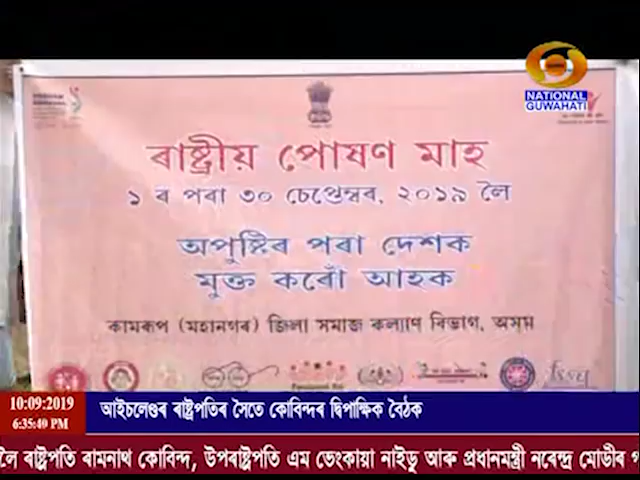 NATIONAL
GUWAHATI
ৰাষ্ট্ৰীয় পোষণ মাহ
১ ৰ পৰা ৩০ চেপ্তেম্বৰ, ২০১৯ লৈ
অপুষ্টিৰ পৰা দেশক
মুক্ত কৰোঁ আহক
কামৰূপ (মহানগৰ) জিলা সমাজ কল্যাণ বিভাগ, অসম
10:09:2019
6:35:40 PM
আইচলেণ্ডৰ ৰাষ্ট্ৰপতিৰ সৈতে কোবিন্দৰ দ্বিপাক্ষিক বৈঠক
লৈ ৰাষ্ট্ৰপতি ৰামনাথ কোবিন্দ, উপৰাষ্ট্ৰপতি এম ভেংকায়া নাইডু আৰু প্ৰধানমন্ত্ৰী নৰেন্দ্ৰ মোডীৰ